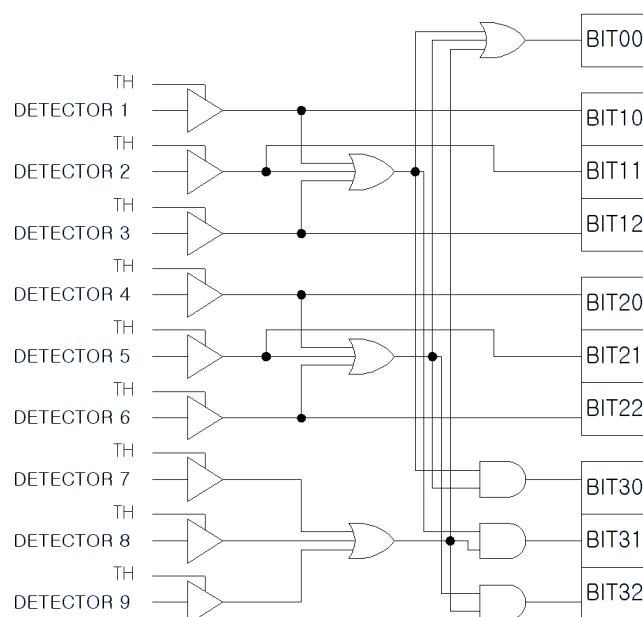 BIT00
TH
DETECTOR 1
BIT10
TH
DETECTOR 2
BIT11
TH
DETECTOR 3
BIT12
TH
DETECTOR 4
BIT20
TH
DETECTOR 5
BIT21
TH
DETECTOR 6
BIT22
TH
DETECTOR 7
BIT30
TH
DETECTOR 8
BIT31
TH
DETECTOR 9
BIT32